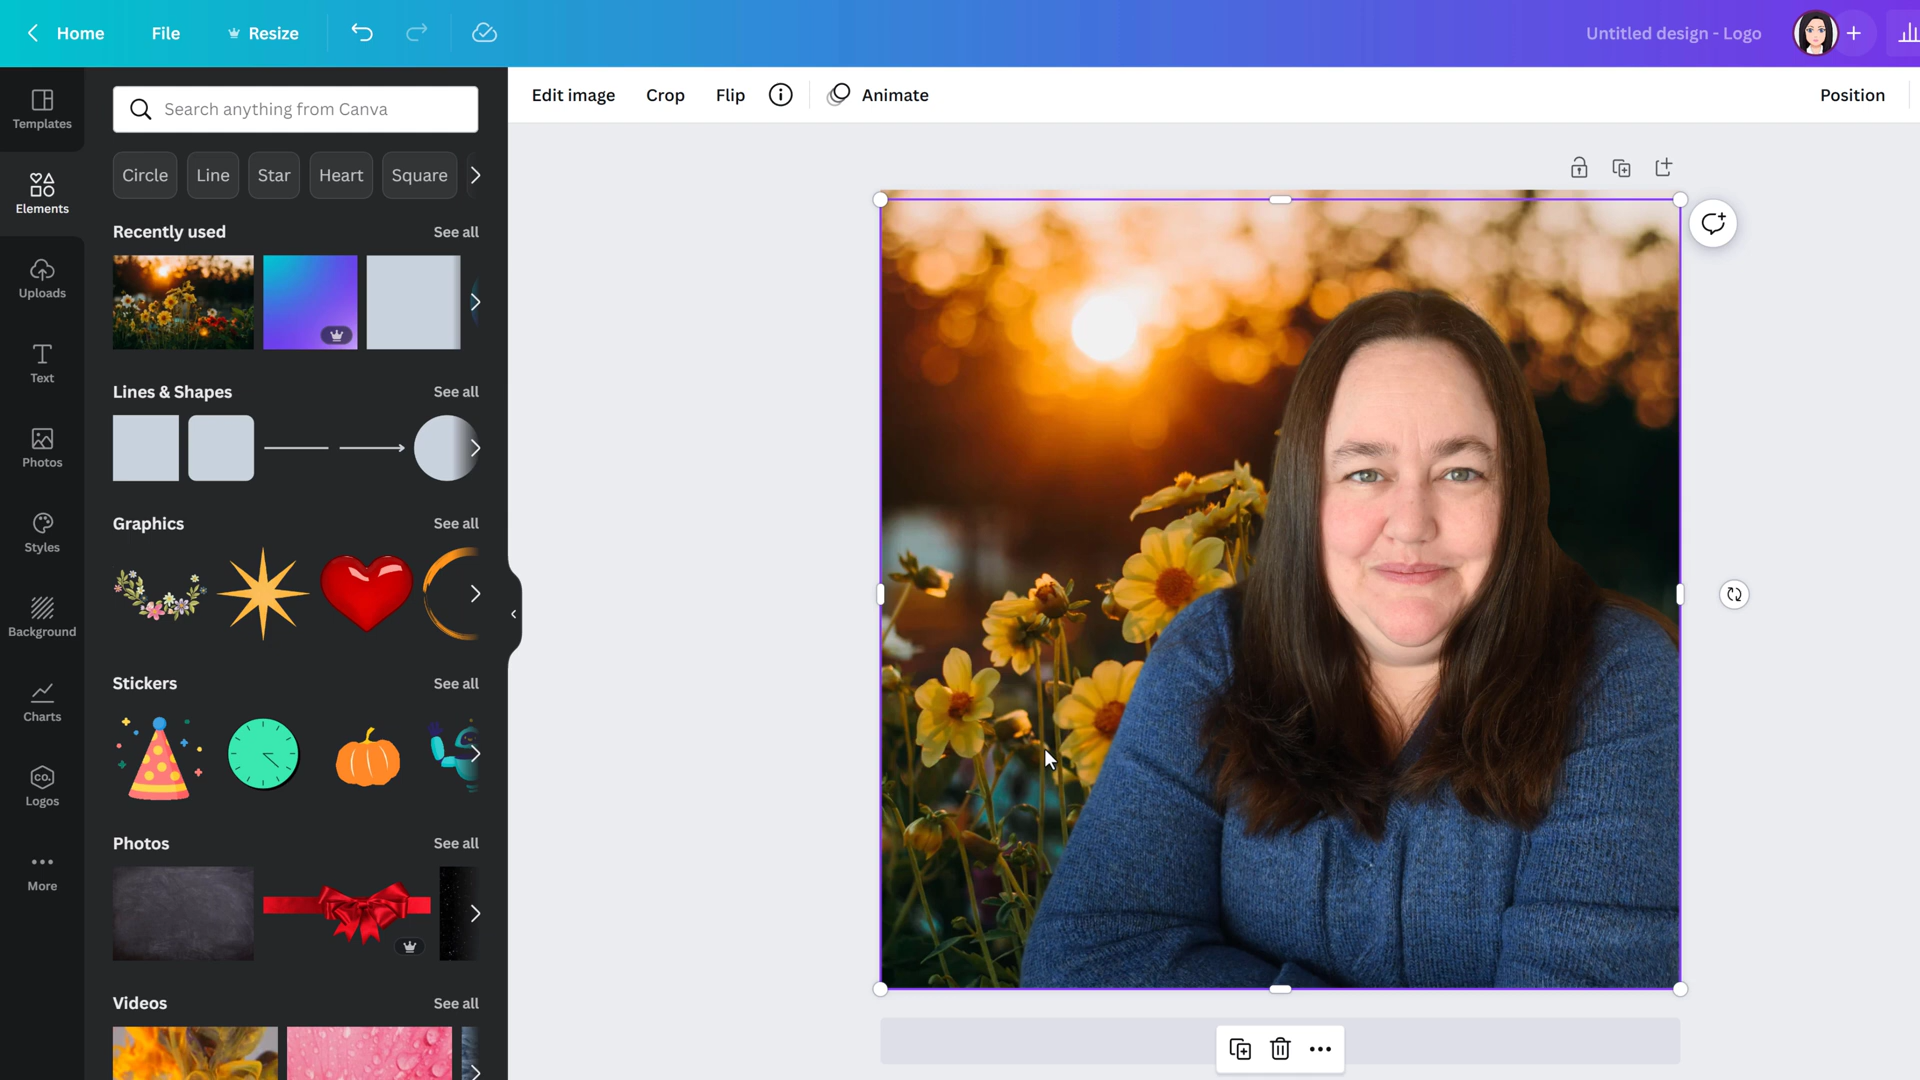 Home File Resize Untitled design - Logo
Edit image Crop Flip Animate Position
Templates
Elements
Uploads
Text
Photos
Styles
Background
Charts
co.
Logos
More
Search anything from Canva
Circle Line Star Heart Square
Recently used See all
Lines & Shapes See all
Graphics See all
Stickers See all
Photos See all
Videos See all